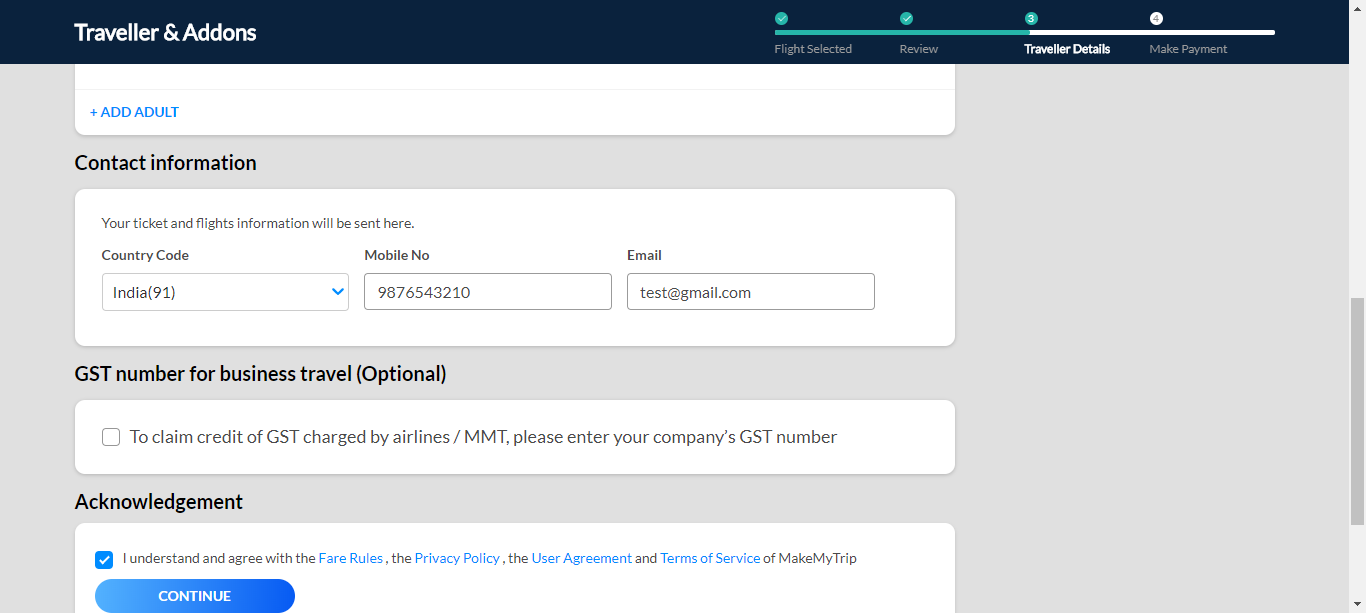 Traveller & Addons
3
4
Flight Selected
Review
Traveller Details
Make Payment
+ ADD ADULT
Contact information
Your ticket and flights information will be sent here.
Country Code
Mobile No
Email
India(91)
9876543210
test@gmail.com
GST number for business travel (Optional)
To claim credit of GST charged by airlines / MMT, please enter your company’s GST number
Acknowledgement
I understand and agree with the Fare Rules , the Privacy Policy , the User Agreement and Terms of Service of MakeMyTrip
CONTINUE